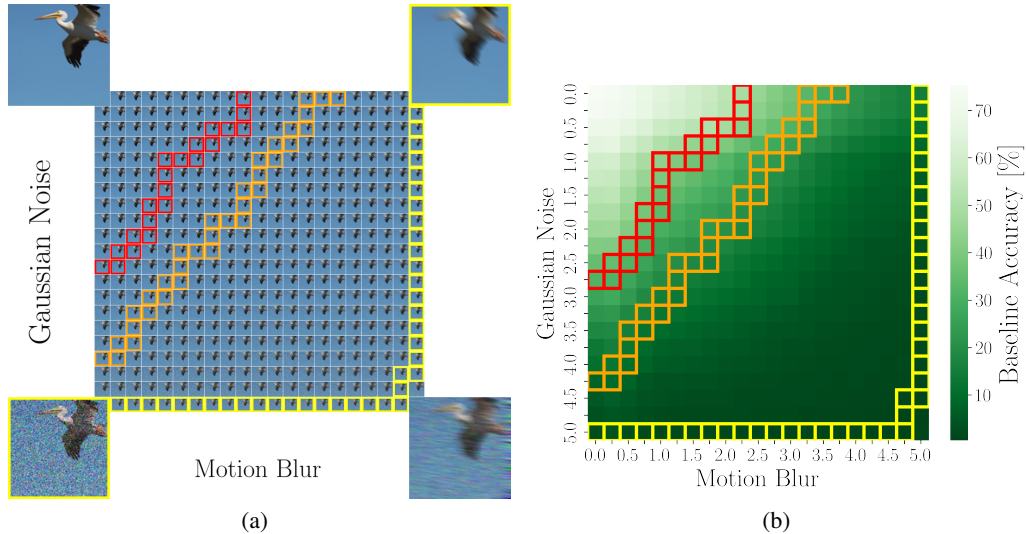 Gaussian Noise
Motion Blur
(a)
Gaussian Noise
0.0
0.5
1.0
1.5
2.0
2.5
3.0
3.5
4.0
4.5
5.0
0.0 0.5 1.0 1.5 2.0 2.5 3.0 3.5 4.0 4.5 5.0
Motion Blur
70
60
50
40
30
20
10
Baseline Accuracy [%]
(b)